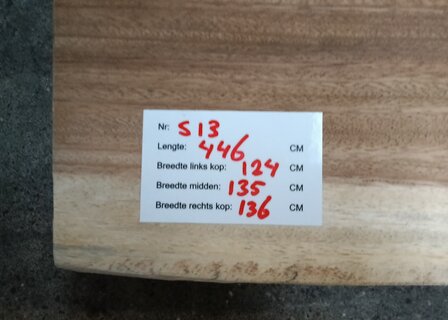 Nr: S13
Lengte: 446 CM
Breedte links kop: 124 CM
Breedte midden: 135 CM
Breedte rechts kop: 136 CM